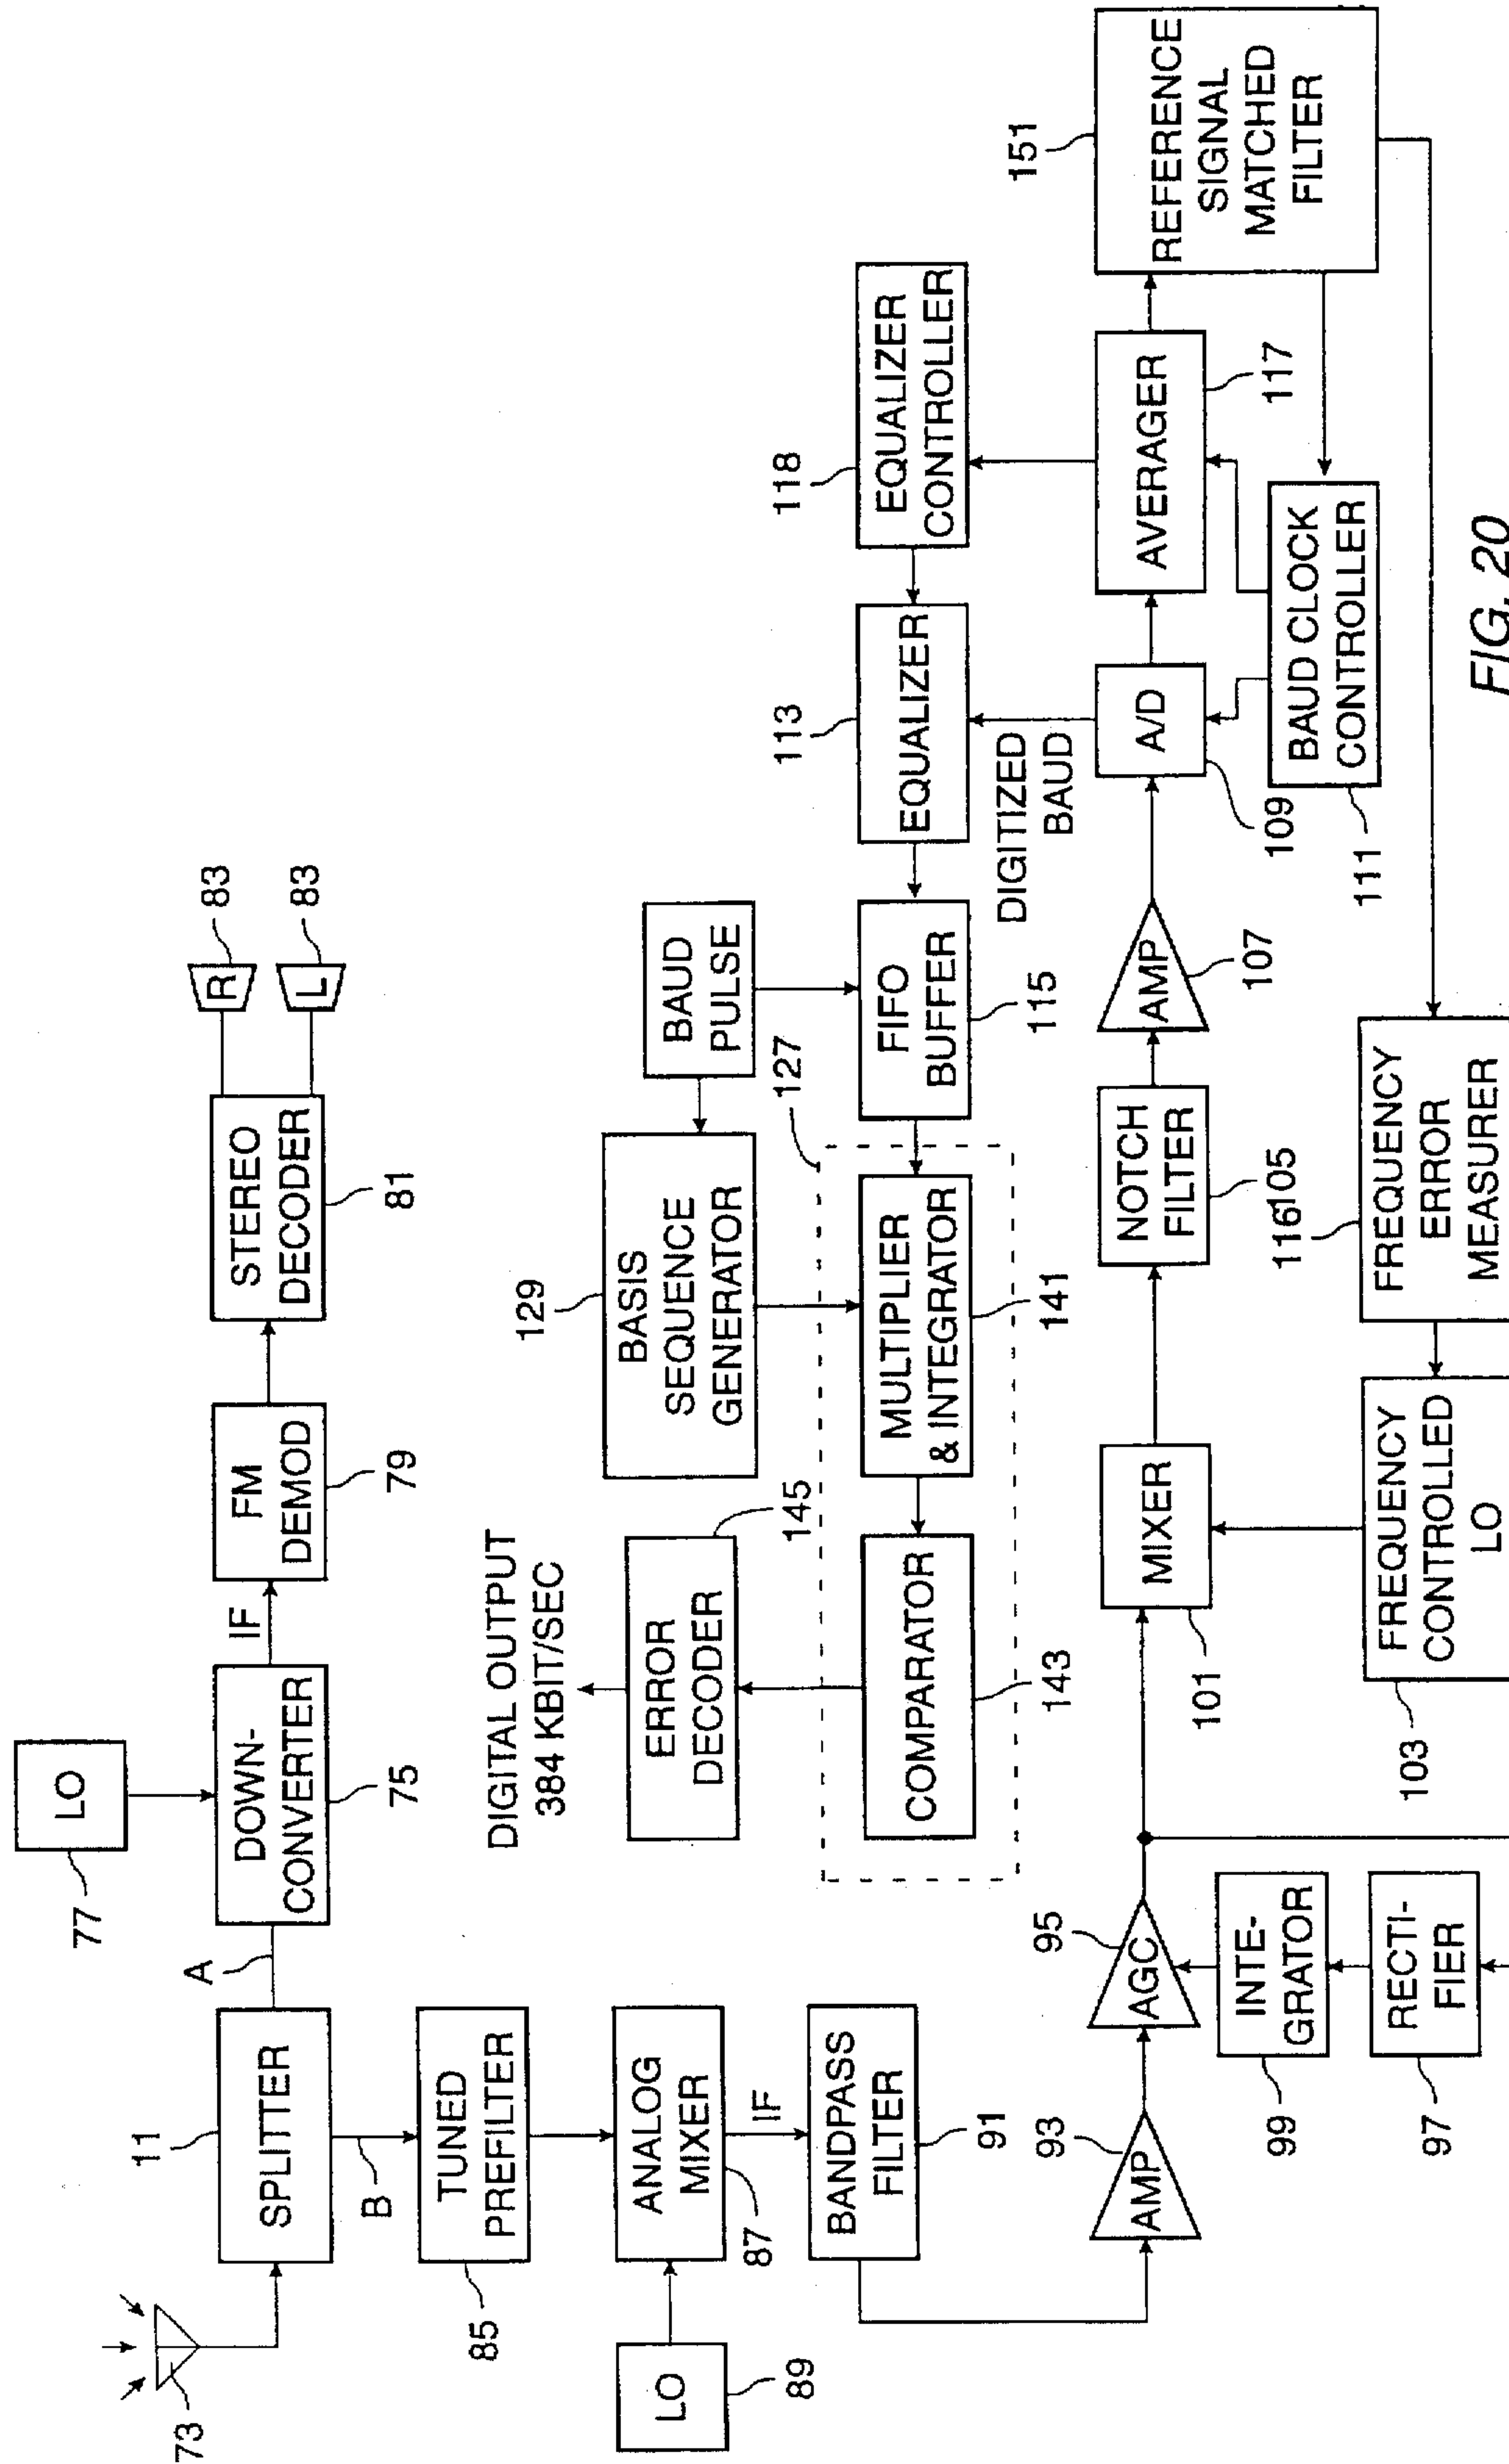 73
11
SPLITTER
A
B
77
LO
DOWN-
CONVERTER
75
IF
FM
DEMOD
79
STEREO
DECODER
81
R
83
L
83
85
TUNED
PREFILTER
LO
89
ANALOG
MIXER
87
IF
BANDPASS
FILTER
91
DIGITAL OUTPUT
384 KBIT/SEC
ERROR
DECODER
145
129
BASIS
SEQUENCE
GENERATOR
BAUD
PULSE
127
COMPARATOR
143
MULTIPLIER
& INTEGRATOR
141
FIFO
BUFFER
115
113
EQUALIZER
118
EQUALIZER
CONTROLLER
DIGITIZED
BAUD
93
AMP
95
AGC
INTE-
GRATOR
99
RECTI-
FIER
97
MIXER
101
NOTCH
FILTER
105
AMP
107
A/D
109
AVERAGER
117
151
REFERENCE
SIGNAL
MATCHED
FILTER
BAUD CLOCK
CONTROLLER
111
103
FREQUENCY
CONTROLLED
LO
116
FREQUENCY
ERROR
MEASURER
FIG. 20